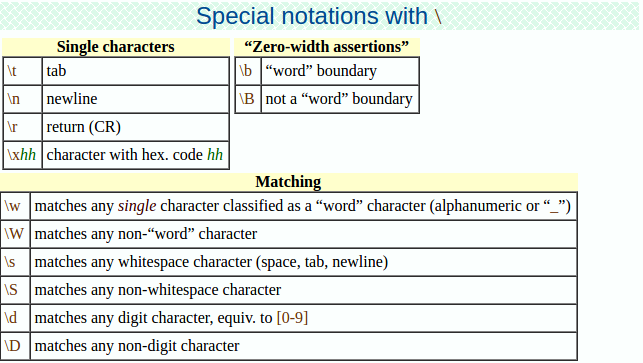 Special notations with \
Single characters
\t tab
\n newline
\r return (CR)
\xhh character with hex. code hh
“Zero-width assertions”
\b “word” boundary
\B not a “word” boundary
Matching
\w matches any single character classified as a “word” character (alphanumeric or “_”)
\W matches any non-“word” character
\s matches any whitespace character (space, tab, newline)
\S matches any non-whitespace character
\d matches any digit character, equiv. to [0-9]
\D matches any non-digit character